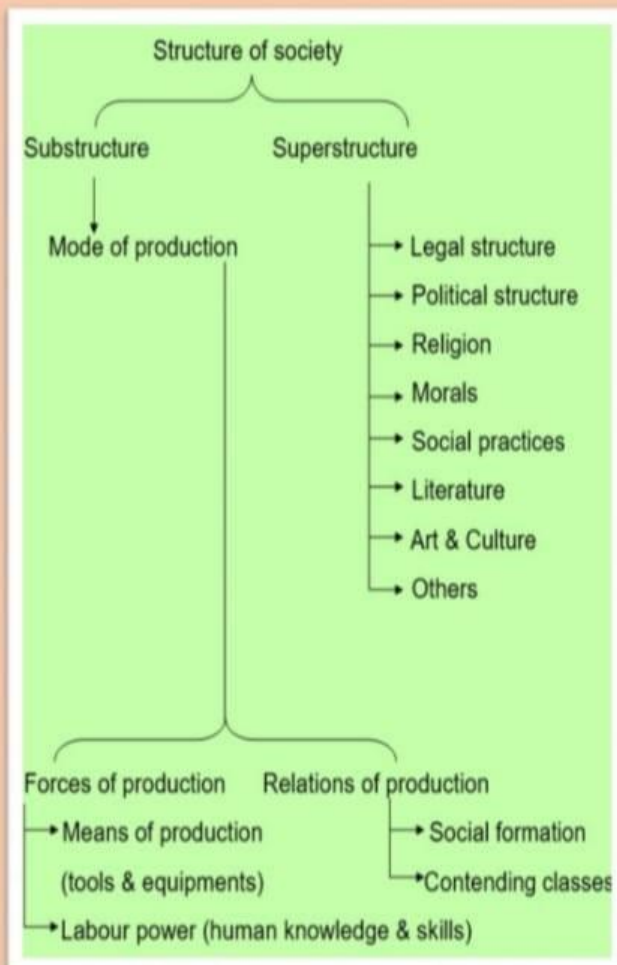 Structure of society
Substructure
Superstructure
Mode of production
Legal structure
Political structure
Religion
Morals
Social practices
Literature
Art & Culture
Others
Forces of production
Relations of production
Means of production
Social formation
(tools & equipments)
Contending classes
Labour power (human knowledge & skills)